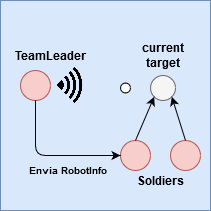 TeamLeader
current
target
Envia RobotInfo
Soldiers